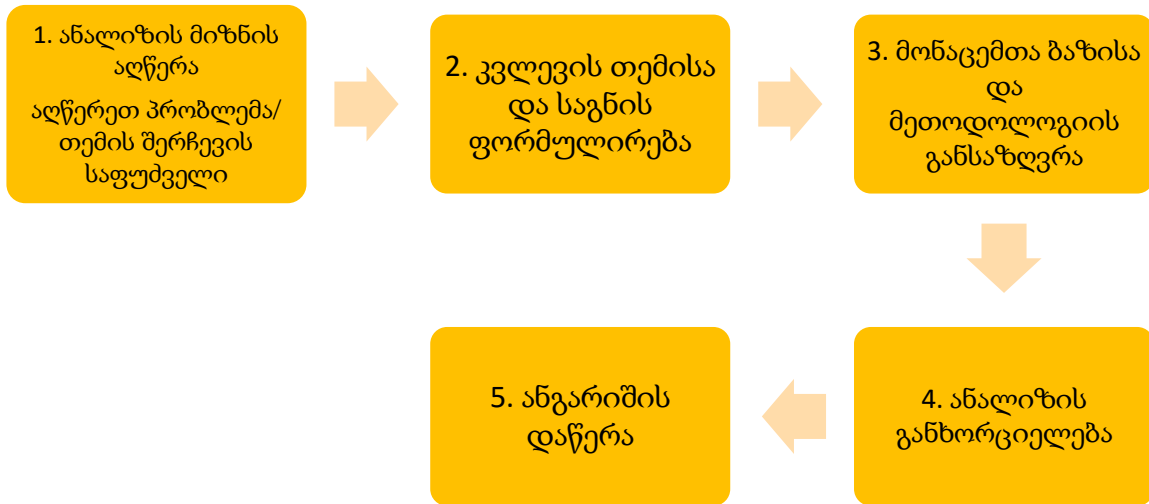 1. ანალიზის მიზნის
აღწერა
აღწერეთ პრობლემა/
თემის შერჩევის
საფუძველი
2. კვლევის თემისა
და საგნის
ფორმულირება
3. მონაცემთა ბაზისა
და
მეთოდოლოგიის
განსაზღვრა
4. ანალიზის
განხორციელება
5. ანგარიშის
დაწერა